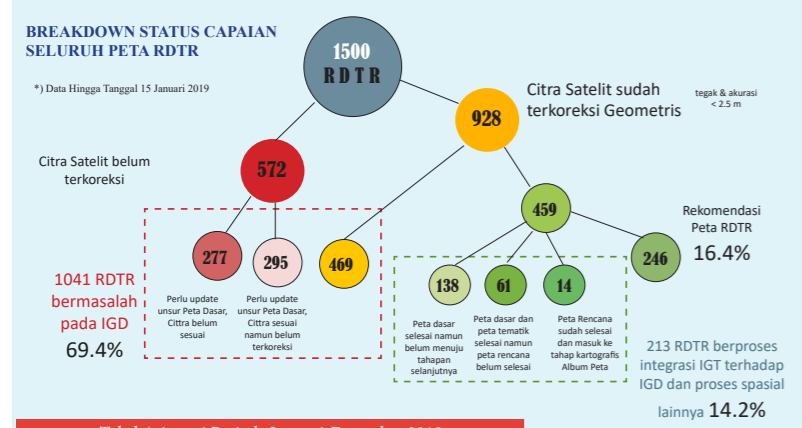 BREAKDOWN STATUS CAPAIAN
SELURUH PETA RDTR
*) Data Hingga Tanggal 15 Januari 2019
1500
RDTR
928
Citra Satelit sudah
terkoreksi Geometris
tegak & akurasi
< 2.5 m
Citra Satelit belum
terkoreksi
572
459
277
295
469
Rekomendasi
Peta RDTR
16.4%
246
1041 RDTR
bermasalah
pada IGD
69.4%
Perlu update
unsur Peta Dasar,
Cittra belum
sesuai
Perlu update
unsur Peta Dasar,
Cittra sesuai
namun belum
terkoreksi
138
61
14
Peta dasar
selesai namun
belum menuju
tahapan
selanjutnya
Peta dasar dan
peta tematik
selesai namun
peta rencana
belum selesai
Peta Rencana
sudah selesai
dan masuk ke
tahap kartografis
Album Peta
213 RDTR berproses
integrasi IGT terhadap
IGD dan proses spasial
lainnya 14.2%